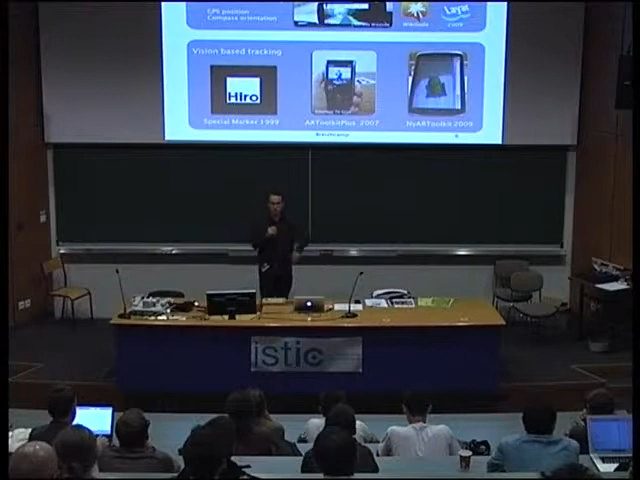 GPS position
Compass orientation
Layar
2009
Vision based tracking
HIro
Special Marker 1999
ARToolkitPlus 2007
NyARToolkit 2009
istic